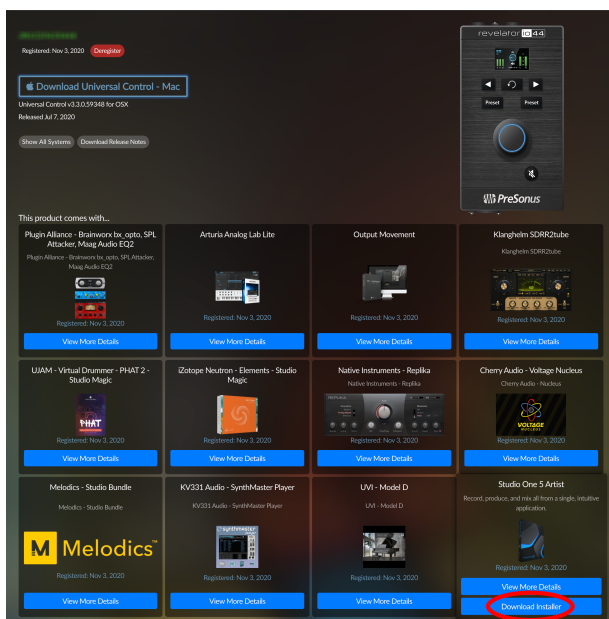 revelator io 44
Registered: Nov 3, 2020 Deregister
Download Universal Control - Mac
Universal Control v3.3.0.59348 for OSX
Released Jul 7, 2020
Preset Preset
Show All Systems Download Release Notes
PreSonus
This product comes with...
Plugin Alliance - Brainworx bx_opto, SPL
Attacker, Maag Audio EQ2
Plugin Alliance - Brainworx bx_opto, SPL Attacker,
Maag Audio EQ2
Registered: Nov 3, 2020
View More Details
Arturia Analog Lab Lite
Registered: Nov 3, 2020
View More Details
Output Movement
Registered: Nov 3, 2020
View More Details
Klanghelm SDRR2tube
Klanghelm SDRR2tube
Registered: Nov 3, 2020
View More Details
UJAM - Virtual Drummer - PHAT 2 -
Studio Magic
PHAT
Registered: Nov 3, 2020
View More Details
iZotope Neutron - Elements - Studio
Magic
Registered: Nov 3, 2020
View More Details
Native Instruments - Replika
Native Instruments - Replika
Registered: Nov 3, 2020
View More Details
Cherry Audio - Voltage Nucleus
Cherry Audio - Nucleus
VOLTAGE
NUCLEUS
Registered: Nov 3, 2020
View More Details
Melodics - Studio Bundle
Melodics - Studio Bundle
M Melodics™
Registered: Nov 3, 2020
View More Details
KV331 Audio - SynthMaster Player
KV331 Audio - SynthMaster Player
synthmaster
Registered: Nov 3, 2020
View More Details
UVI - Model D
UVI - Model D
Registered: Nov 3, 2020
View More Details
Studio One 5 Artist
Record, produce, and mix all from a single, intuitive
application.
Registered: Nov 3, 2020
View More Details
Download Installer